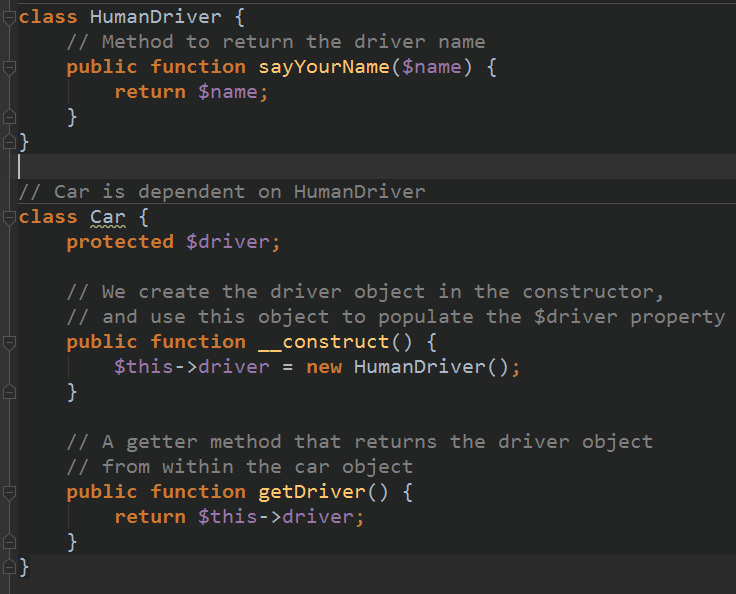 class HumanDriver {
    // Method to return the driver name
    public function sayYourName($name) {
        return $name;
    }
}
// Car is dependent on HumanDriver
class Car {
    protected $driver;
    // We create the driver object in the constructor,
    // and use this object to populate the $driver property
    public function __construct() {
        $this->driver = new HumanDriver();
    }
    // A getter method that returns the driver object
    // from within the car object
    public function getDriver() {
        return $this->driver;
    }
}